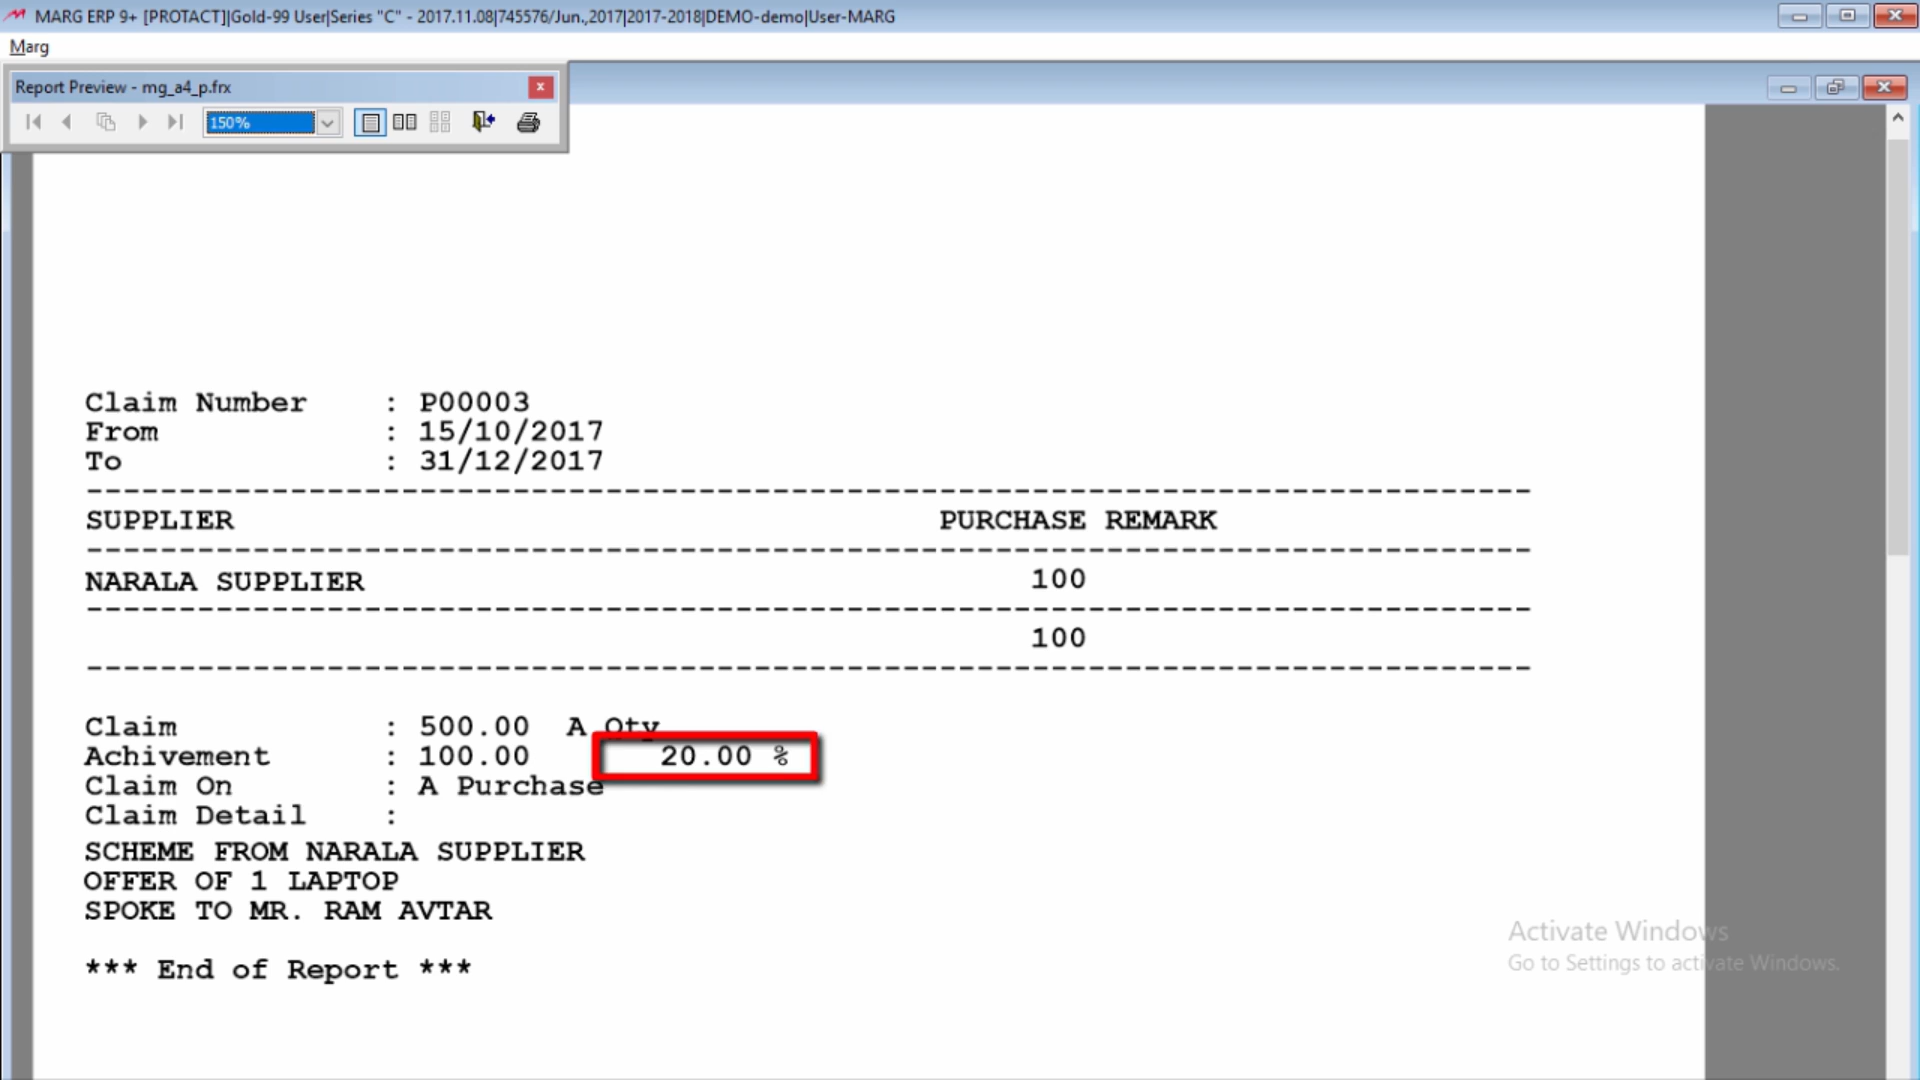 MARG ERP 9+ [PROTACT]|Gold-99 User|Series "C" - 2017.11.08|745576/Jun.,2017|2017-2018|DEMO-demo|User-MARG
Marg
Report Preview - mg_a4_p.frx
150%
Claim Number : P00003
From : 15/10/2017
To : 31/12/2017
SUPPLIER PURCHASE REMARK
NARALA SUPPLIER 100
100
Claim : 500.00 A Qty
Achivement : 100.00 20.00 %
Claim On : A Purchase
Claim Detail :
SCHEME FROM NARALA SUPPLIER
OFFER OF 1 LAPTOP
SPOKE TO MR. RAM AVTAR
*** End of Report ***
Activate Windows
Go to Settings to activate Windows.